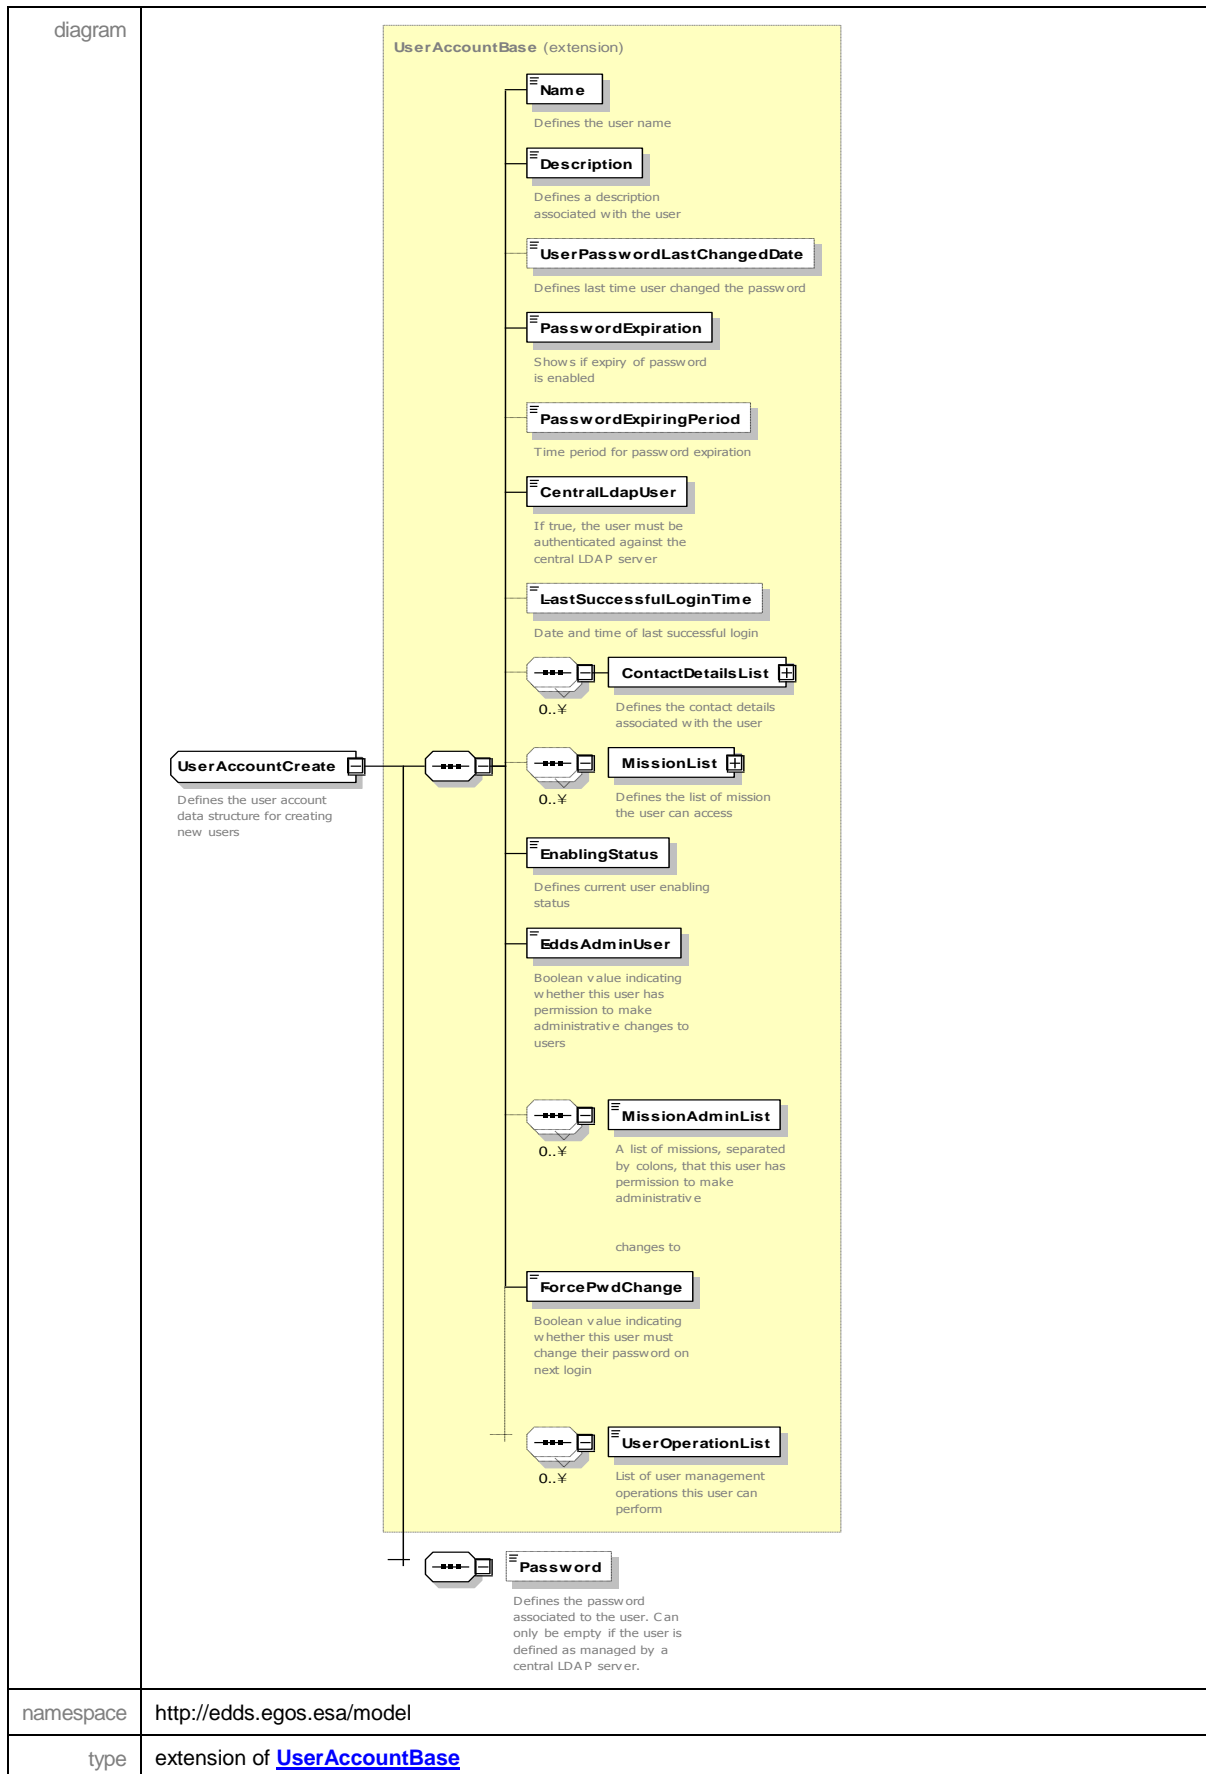 diagram
UserAccountBase (extension)
Name
Defines the user name
Description
Defines a description
associated with the user
UserPasswordLastChangedDate
Defines last time user changed the password
PasswordExpiration
Shows if expiry of password
is enabled
PasswordExpiringPeriod
Time period for password expiration
CentralLdapUser
If true, the user must be
authenticated against the
central LDAP server
LastSuccessfulLoginTime
Date and time of last successful login
ContactDetailsList
0..¥
Defines the contact details
associated with the user
UserAccountCreate
Defines the user account
data structure for creating
new users
MissionList
0..¥
Defines the list of mission
the user can access
EnablingStatus
Defines current user enabling
status
EddsAdminUser
Boolean value indicating
whether this user has
permission to make
administrative changes to
users
MissionAdminList
0..¥
A list of missions, separated
by colons, that this user has
permission to make
administrative
changes to
ForcePwdChange
Boolean value indicating
whether this user must
change their password on
next login
UserOperationList
0..¥
List of user management
operations this user can
perform
Password
Defines the password
associated to the user. Can
only be empty if the user is
defined as managed by a
central LDAP server.
namespace http://edds.egos.esa/model
type extension of UserAccountBase